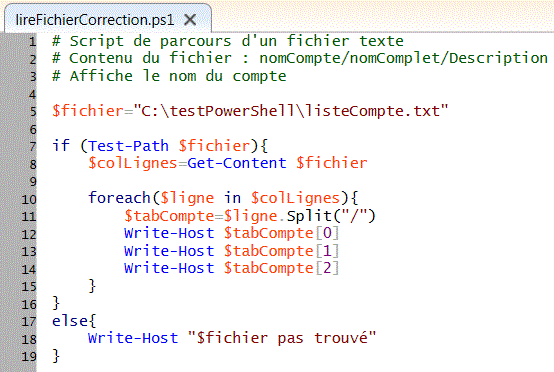 lireFichierCorrection.ps1 X
1 # Script de parcours d'un fichier texte
2 # Contenu du fichier : nomCompte/nomComplet/Description
3 # Affiche le nom du compte
4
5 $fichier="C:\testPowerShell\listeCompte.txt"
6
7 if (Test-Path $fichier){
8 $colLignes=Get-Content $fichier
9
10 foreach($ligne in $colLignes){
11 $tabCompte=$ligne.Split("/")
12 Write-Host $tabCompte[0]
13 Write-Host $tabCompte[1]
14 Write-Host $tabCompte[2]
15 }
16 }
17 else{
18 Write-Host "$fichier pas trouvé"
19 }